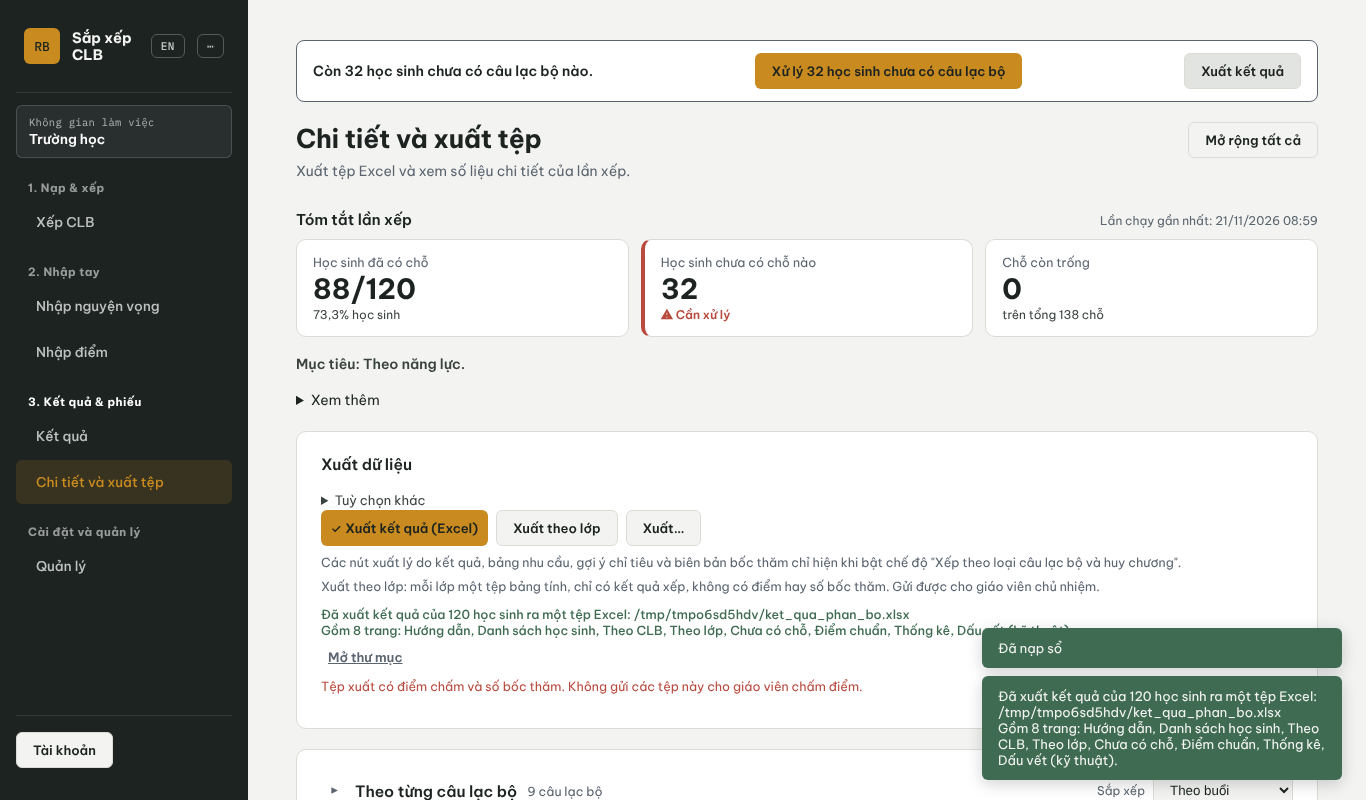 RB
Sắp xếp
CLB
EN
⋯
Không gian làm việc
Trường học
1. Nạp & xếp
Xếp CLB
2. Nhập tay
Nhập nguyện vọng
Nhập điểm
3. Kết quả & phiếu
Kết quả
Chi tiết và xuất tệp
Cài đặt và quản lý
Quản lý
Tài khoản
Còn 32 học sinh chưa có câu lạc bộ nào.
Xử lý 32 học sinh chưa có câu lạc bộ
Xuất kết quả
Chi tiết và xuất tệp
Mở rộng tất cả
Xuất tệp Excel và xem số liệu chi tiết của lần xếp.
Tóm tắt lần xếp
Lần chạy gần nhất: 21/11/2026 08:59
Học sinh đã có chỗ
88/120
73,3% học sinh
Học sinh chưa có chỗ nào
32
⚠ Cần xử lý
Chỗ còn trống
0
trên tổng 138 chỗ
Mục tiêu: Theo năng lực.
▶ Xem thêm
Xuất dữ liệu
▶ Tuỳ chọn khác
✓ Xuất kết quả (Excel)
Xuất theo lớp
Xuất...
Các nút xuất lý do kết quả, bảng nhu cầu, gợi ý chỉ tiêu và biên bản bốc thăm chỉ hiện khi bật chế độ "Xếp theo loại câu lạc bộ và huy chương".
Xuất theo lớp: mỗi lớp một tệp bảng tính, chỉ có kết quả xếp, không có điểm hay số bốc thăm. Gửi được cho giáo viên chủ nhiệm.
Đã xuất kết quả của 120 học sinh ra một tệp Excel: /tmp/tmpo6sd5hdv/ket_qua_phan_bo.xlsx
Gồm 8 trang: Hướng dẫn, Danh sách học sinh, Theo CLB, Theo lớp, Chưa có chỗ, Điểm chuẩn, Thống kê,
Mở thư mục
Tệp xuất có điểm chấm và số bốc thăm. Không gửi các tệp này cho giáo viên chấm điểm.
▸ Theo từng câu lạc bộ 9 câu lạc bộ
Sắp xếp
Theo buổi
Đã nạp sổ
Đã xuất kết quả của 120 học sinh ra một tệp Excel:
/tmp/tmpo6sd5hdv/ket_qua_phan_bo.xlsx
Gồm 8 trang: Hướng dẫn, Danh sách học sinh, Theo
CLB, Theo lớp, Chưa có chỗ, Điểm chuẩn, Thống kê,
Dấu vết (kỹ thuật).